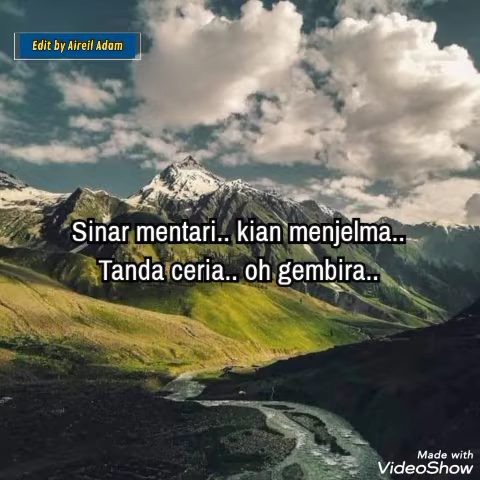 Edit by Aireil Adam
Sinar mentari.. kian menjelma..
Tanda ceria.. oh gembira..
Made with
VideoShow